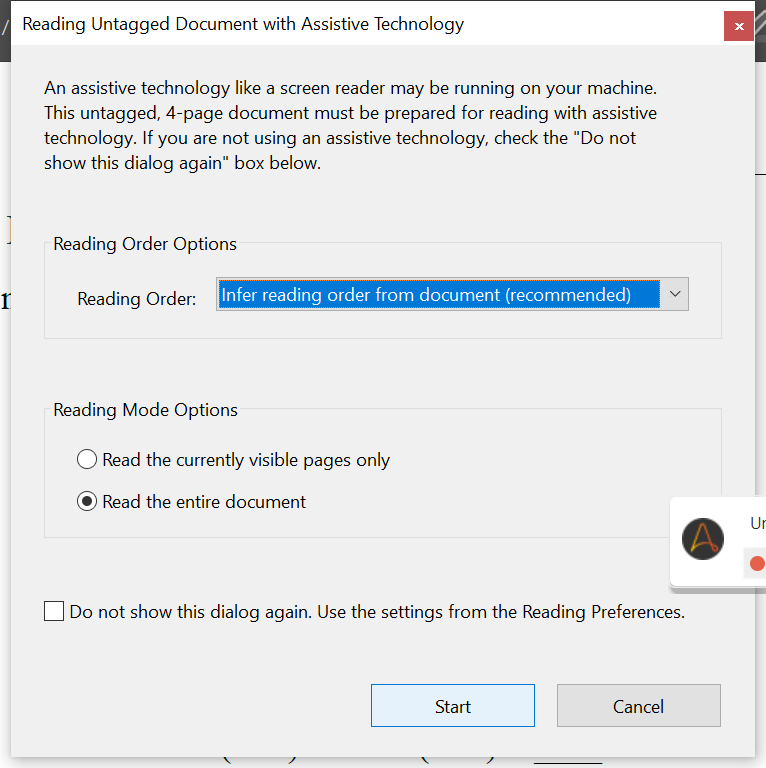 Reading Untagged Document with Assistive Technology
An assistive technology like a screen reader may be running on your machine.
This untagged, 4-page document must be prepared for reading with assistive
technology. If you are not using an assistive technology, check the "Do not
show this dialog again" box below.
Reading Order Options
Reading Order: Infer reading order from document (recommended)
Reading Mode Options
Read the currently visible pages only
Read the entire document
Do not show this dialog again. Use the settings from the Reading Preferences.
Start Cancel